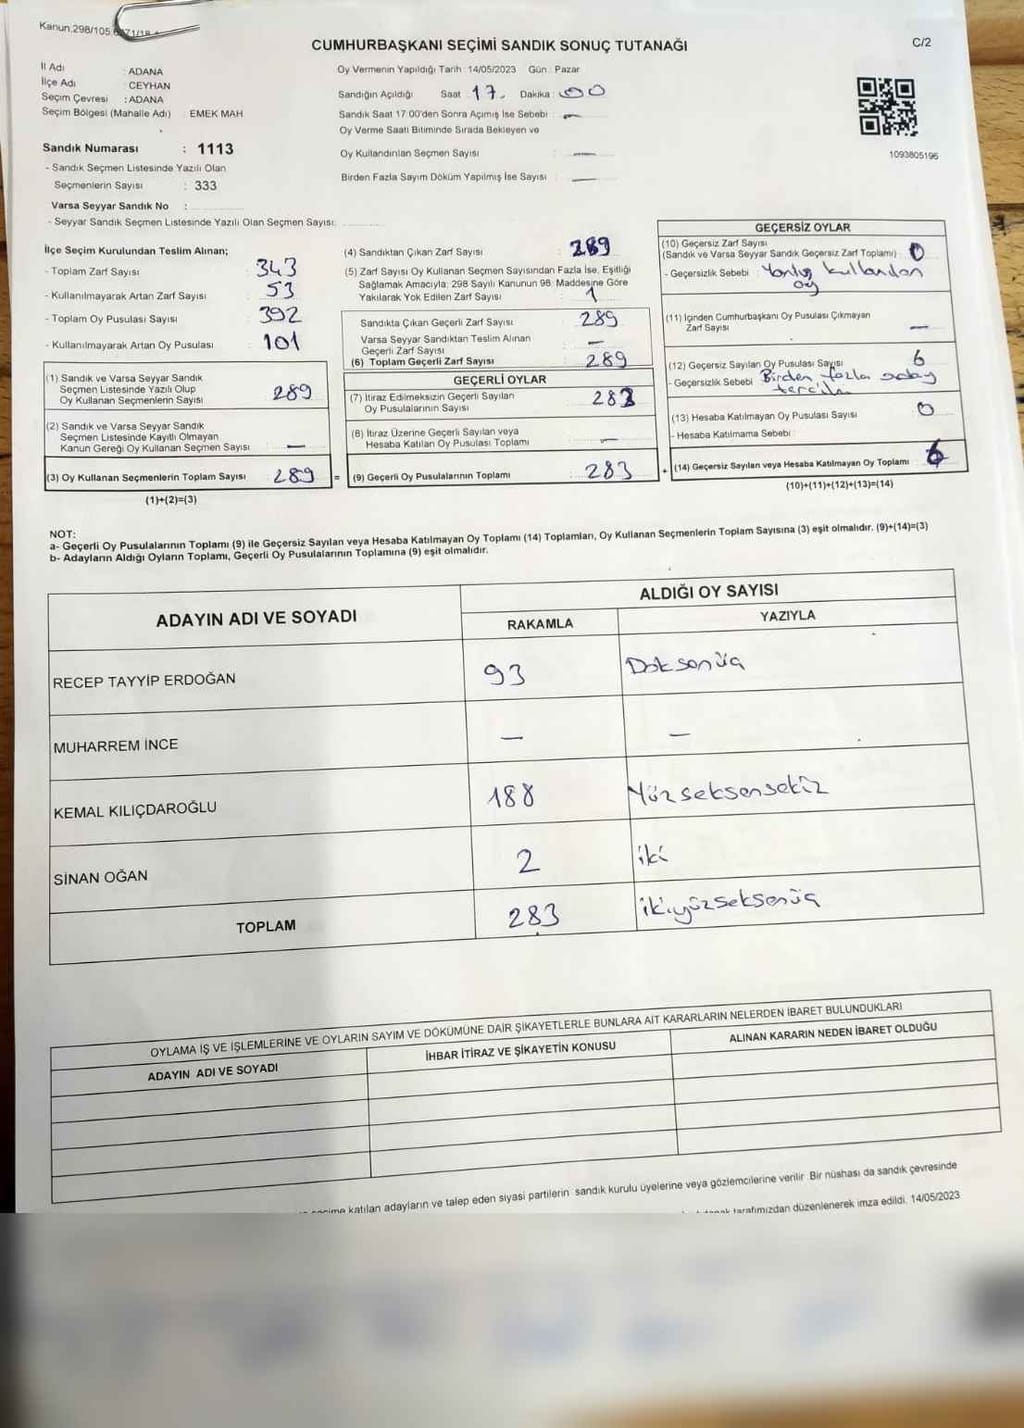 Kanun.298/105
C/2
CUMHURBAŞKANI SEÇİMİ SANDIK SONUÇ TUTANAĞI
İl Adı : ADANA
İlçe Adı : CEYHAN
Seçim Çevresi : ADANA
Seçim Bölgesi (Mahalle Adı) : EMEK MAH
Sandık Numarası : 1113
- Sandık Seçmen Listesinde Yazılı Olan
Seçmenlerin Sayısı : 333
Varsa Seyyar Sandık No :
- Seyyar Sandık Seçmen Listesinde Yazılı Olan Seçmen Sayısı:
Oy Vermenin Yapıldığı Tarih : 14/05/2023 Gün : Pazar
Sandığın Açıldığı Saat : 17. Dakika : 00
Sandık Saat 17:00'den Sonra Açımış İse Sebebi : —
Oy Verme Saati Bitiminde Sırada Bekleyen ve
Oy Kullandırılan Seçmen Sayısı —
Birden Fazla Sayım Döküm Yapılmış İse Sayısı : —
1093805196
İlçe Seçim Kurulundan Teslim Alınan;
- Toplam Zarf Sayısı : 343
- Kullanılmayarak Artan Zarf Sayısı : 53
- Toplam Oy Pusulası Sayısı : 392
- Kullanılmayarak Artan Oy Pusulası : 101
(1) Sandık ve Varsa Seyyar Sandık
Seçmen Listesinde Yazılı Olup
Oy Kullanan Seçmenlerin Sayısı : 289
(2) Sandık ve Varsa Seyyar Sandık
Seçmen Listesinde Kayıtlı Olmayan
Kanun Gereği Oy Kullanan Seçmen Sayısı : —
(3) Oy Kullanan Seçmenlerin Toplam Sayısı : 289 =
(1)+(2)=(3)
(4) Sandıktan Çıkan Zarf Sayısı : 289
(5) Zarf Sayısı Oy Kullanan Seçmen Sayısından Fazla İse, Eşitliği
Sağlamak Amacıyla; 298 Sayılı Kanunun 98. Maddesine Göre
Yakılarak Yok Edilen Zarf Sayısı : 1
Sandıkta Çıkan Geçerli Zarf Sayısı : 289
Varsa Seyyar Sandıktan Teslim Alınan
Geçerli Zarf Sayısı : —
(6) Toplam Geçerli Zarf Sayısı : 289
GEÇERLİ OYLAR
(7) İtiraz Edilmeksizin Geçerli Sayılan
Oy Pusulalarının Sayısı : 283
(8) İtiraz Üzerine Geçerli Sayılan veya
Hesaba Katılan Oy Pusulası Toplamı : —
(9) Geçerli Oy Pusulalarının Toplamı : 283 +
GEÇERSİZ OYLAR
(10) Geçersiz Zarf Sayısı
(Sandık ve Varsa Seyyar Sandık Geçersiz Zarf Toplamı) : 0
- Geçersizlik Sebebi : Yanlış kullanılan
oy
(11) İçinden Cumhurbaşkanı Oy Pusulası Çıkmayan
Zarf Sayısı —
(12) Geçersiz Sayılan Oy Pusulası Sayısı 6
- Geçersizlik Sebebi : Birden fazla aday
(13) Hesaba Katılmayan Oy Pusulası Sayısı 0
- Hesaba Katılmama Sebebi :
(14) Geçersiz Sayılan veya Hesaba Katılmayan Oy Toplamı : 6
(10)+(11)+(12)+(13)=(14)
NOT:
a- Geçerli Oy Pusulalarının Toplamı (9) ile Geçersiz Sayılan veya Hesaba Katılmayan Oy Toplamı (14) Toplamları, Oy Kullanan Seçmenlerin Toplam Sayısına (3) eşit olmalıdır. (9)+(14)=(3)
b- Adayların Aldığı Oyların Toplamı, Geçerli Oy Pusulalarının Toplamına (9) eşit olmalıdır.
ADAYIN ADI VE SOYADI
ALDIĞI OY SAYISI
RAKAMLA YAZIYLA
RECEP TAYYİP ERDOĞAN 93 Doksanüç
MUHARREM İNCE — —
KEMAL KILIÇDAROĞLU 188 Yüzseksensekiz
SİNAN OĞAN 2 iki
TOPLAM 283 ikiyüzseksenüç
OYLAMA İŞ VE İŞLEMLERİNE VE OYLARIN SAYIM VE DÖKÜMÜNE DAİR ŞİKAYETLERLE BUNLARA AİT KARARLARIN NELERDEN İBARET BULUNDUKLARI
ADAYIN ADI VE SOYADI İHBAR İTİRAZ VE ŞİKAYETİN KONUSU ALINAN KARARIN NEDEN İBARET OLDUĞU
katılan adayların ve talep eden siyasi partilerin sandık kurulu üyelerine veya gözlemcilerine verilir. Bir nüshası da sandık çevresinde
tarafımızdan düzenlenerek imza edildi. 14/05/2023